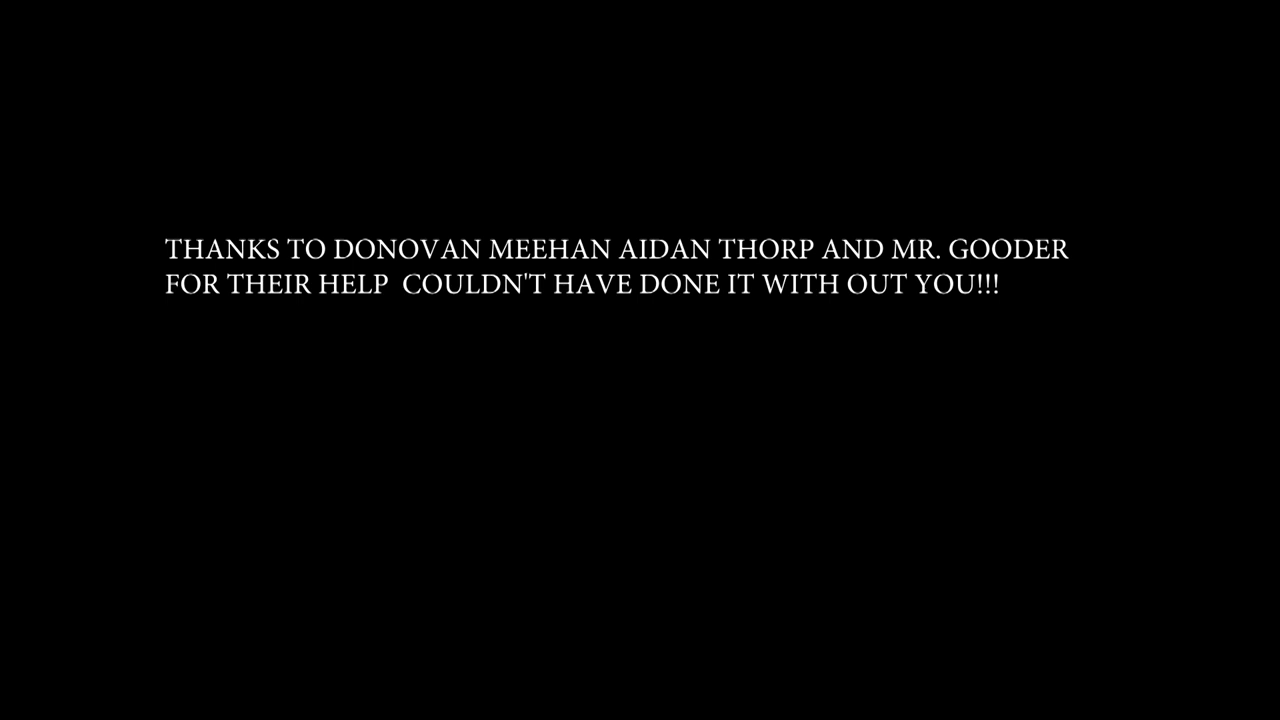 THANKS TO DONOVAN MEEHAN AIDAN THORP AND MR. GOODER
FOR THEIR HELP  COULDN'T HAVE DONE IT WITH OUT YOU!!!